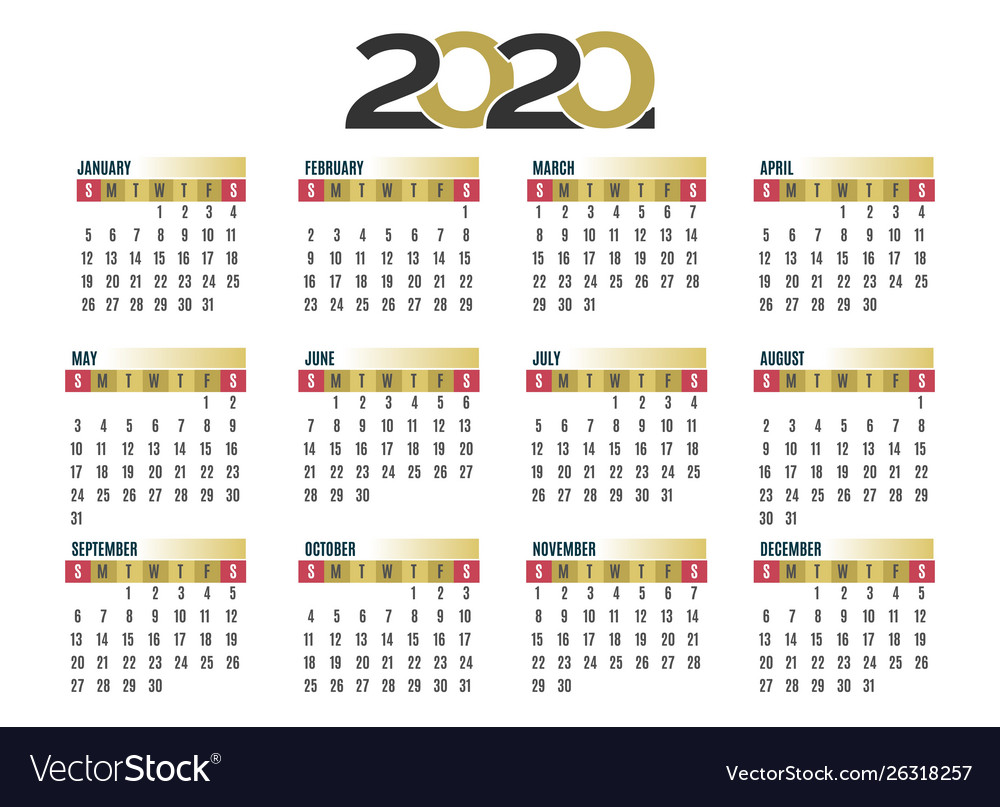 2020
JANUARY
S M T W T F S
1 2 3 4
5 6 7 8 9 10 11
12 13 14 15 16 17 18
19 20 21 22 23 24 25
26 27 28 29 30 31
FEBRUARY
S M T W T F S
1
2 3 4 5 6 7 8
9 10 11 12 13 14 15
16 17 18 19 20 21 22
23 24 25 26 27 28 29
MARCH
S M T W T F S
1 2 3 4 5 6 7
8 9 10 11 12 13 14
15 16 17 18 19 20 21
22 23 24 25 26 27 28
29 30 31
APRIL
S M T W T F S
1 2 3 4
5 6 7 8 9 10 11
12 13 14 15 16 17 18
19 20 21 22 23 24 25
26 27 28 29 30
MAY
S M T W T F S
1 2
3 4 5 6 7 8 9
10 11 12 13 14 15 16
17 18 19 20 21 22 23
24 25 26 27 28 29 30
31
JUNE
S M T W T F S
1 2 3 4 5 6
7 8 9 10 11 12 13
14 15 16 17 18 19 20
21 22 23 24 25 26 27
28 29 30
JULY
S M T W T F S
1 2 3 4
5 6 7 8 9 10 11
12 13 14 15 16 17 18
19 20 21 22 23 24 25
26 27 28 29 30 31
AUGUST
S M T W T F S
1
2 3 4 5 6 7 8
9 10 11 12 13 14 15
16 17 18 19 20 21 22
23 24 25 26 27 28 29
30 31
SEPTEMBER
S M T W T F S
1 2 3 4 5
6 7 8 9 10 11 12
13 14 15 16 17 18 19
20 21 22 23 24 25 26
27 28 29 30
OCTOBER
S M T W T F S
1 2 3
4 5 6 7 8 9 10
11 12 13 14 15 16 17
18 19 20 21 22 23 24
25 26 27 28 29 30 31
NOVEMBER
S M T W T F S
1 2 3 4 5 6 7
8 9 10 11 12 13 14
15 16 17 18 19 20 21
22 23 24 25 26 27 28
29 30
DECEMBER
S M T W T F S
1 2 3 4 5
6 7 8 9 10 11 12
13 14 15 16 17 18 19
20 21 22 23 24 25 26
27 28 29 30 31
VectorStock®
VectorStock.com/26318257